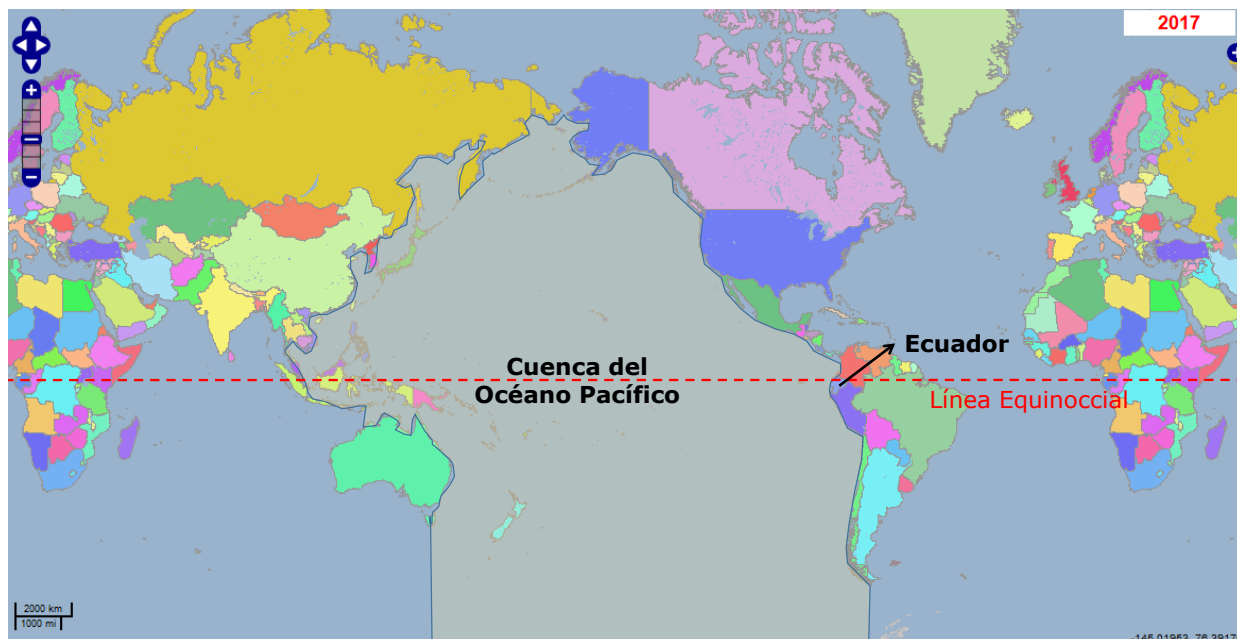 2017
Ecuador
Cuenca del
Océano Pacífico
Línea Equinoccial
2000 km
1000 mi